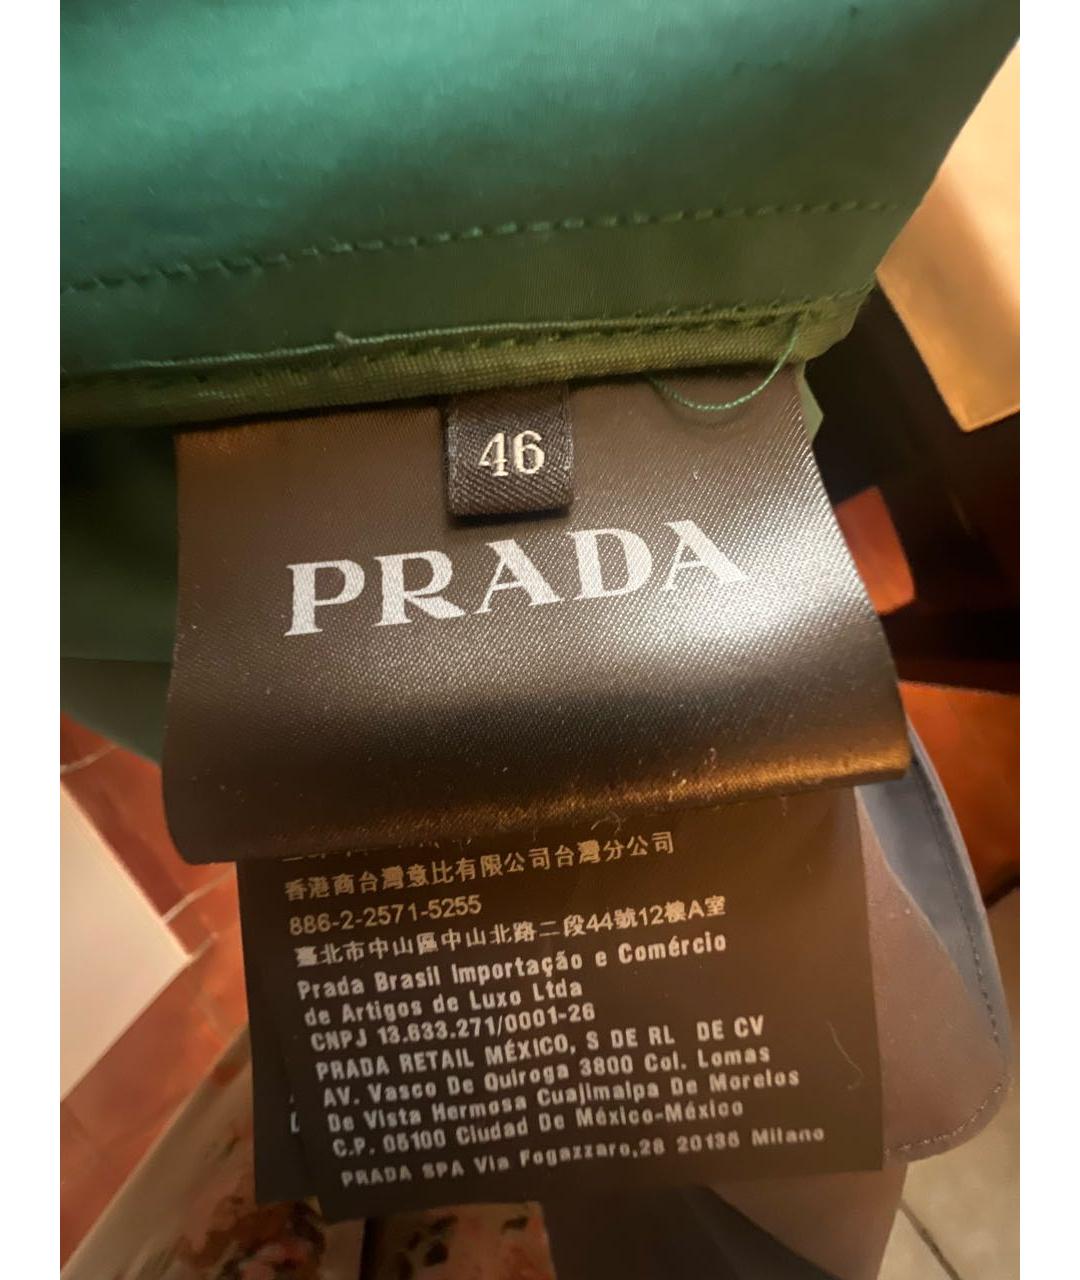 46
PRADA
香港商台灣意比有限公司台灣分公司
886-2-2571-5255
臺北市中山區中山北路二段44號12樓A室
Prada Brasil Importação e Comércio
de Artigos de Luxo Ltda
CNPJ 13.633.271/0001-26
PRADA RETAIL MÉXICO, S DE RL DE CV
AV. Vasco De Quiroga 3800 Col. Lomas
De Vista Hermosa Cuajimalpa De Morelos
C.P. 05100 Ciudad De México-México
PRADA SPA Via Fogazzaro,28 20135 Milano